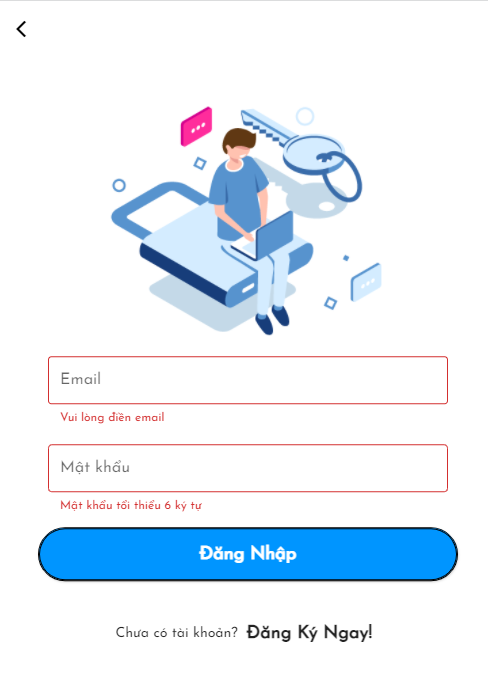 Email
Vui lòng điền email
Mật khẩu
Mật khẩu tối thiểu 6 ký tự
Đăng Nhập
Chưa có tài khoản? Đăng Ký Ngay!